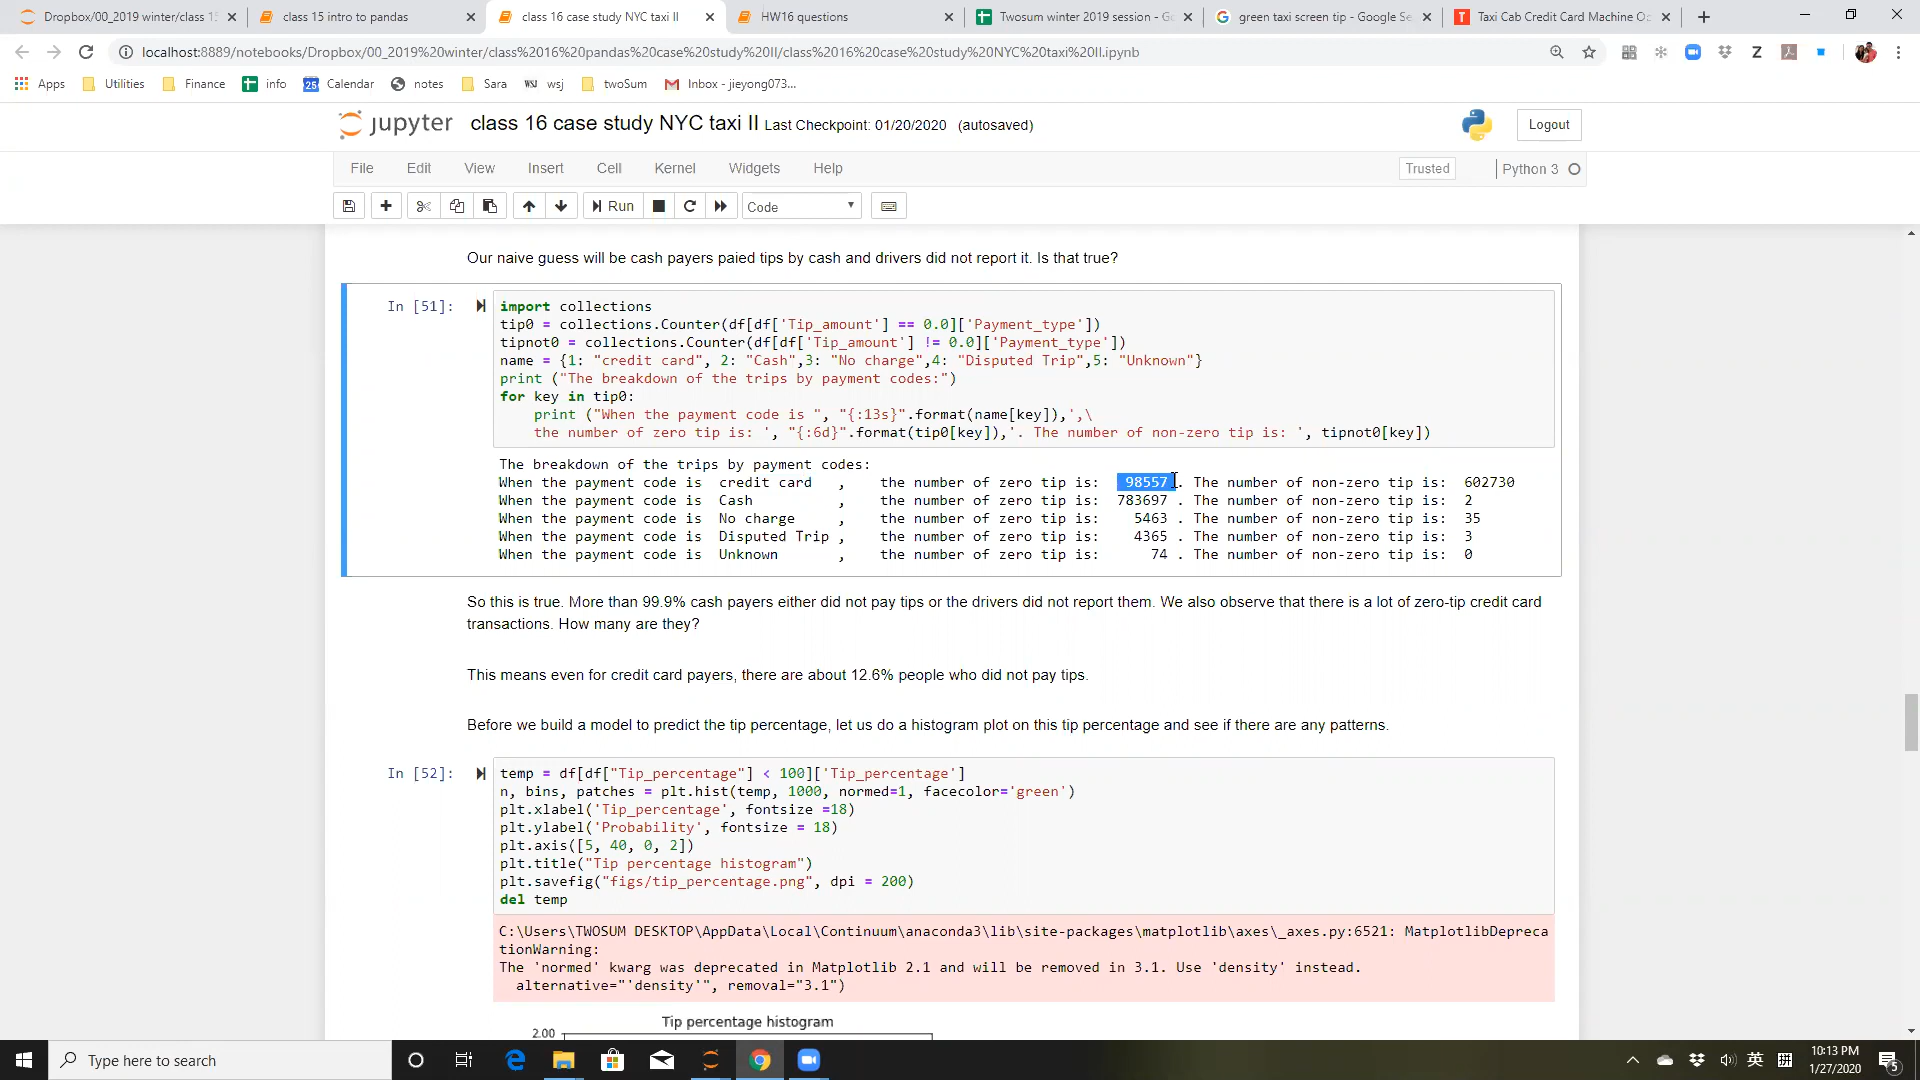 Dropbox/00_2019 winter/class 15
class 15 intro to pandas
class 16 case study NYC taxi II
HW16 questions
Twosum winter 2019 session - Go
green taxi screen tip - Google Se
Taxi Cab Credit Card Machine Oz
localhost:8889/notebooks/Dropbox/00_2019%20winter/class%2016%20pandas%20case%20study%20II/class%2016%20case%20study%20NYC%20taxi%20II.ipynb
Apps Utilities Finance info Calendar notes Sara wsj twoSum Inbox - jieyong073...
jupyter class 16 case study NYC taxi II Last Checkpoint: 01/20/2020 (autosaved) Logout
File Edit View Insert Cell Kernel Widgets Help Trusted Python 3
Run Code
Our naive guess will be cash payers paied tips by cash and drivers did not report it. Is that true?
In [51]: import collections
tip0 = collections.Counter(df[df['Tip_amount'] == 0.0]['Payment_type'])
tipnot0 = collections.Counter(df[df['Tip_amount'] != 0.0]['Payment_type'])
name = {1: "credit card", 2: "Cash",3: "No charge",4: "Disputed Trip",5: "Unknown"}
print ("The breakdown of the trips by payment codes:")
for key in tip0:
print ("When the payment code is ", "{:13s}".format(name[key]),',\
the number of zero tip is: ', "{:6d}".format(tip0[key]),'. The number of non-zero tip is: ', tipnot0[key])
The breakdown of the trips by payment codes:
When the payment code is credit card , the number of zero tip is: 98557 . The number of non-zero tip is: 602730
When the payment code is Cash , the number of zero tip is: 783697 . The number of non-zero tip is: 2
When the payment code is No charge , the number of zero tip is: 5463 . The number of non-zero tip is: 35
When the payment code is Disputed Trip , the number of zero tip is: 4365 . The number of non-zero tip is: 3
When the payment code is Unknown , the number of zero tip is: 74 . The number of non-zero tip is: 0
So this is true. More than 99.9% cash payers either did not pay tips or the drivers did not report them. We also observe that there is a lot of zero-tip credit card
transactions. How many are they?
This means even for credit card payers, there are about 12.6% people who did not pay tips.
Before we build a model to predict the tip percentage, let us do a histogram plot on this tip percentage and see if there are any patterns.
In [52]: temp = df[df["Tip_percentage"] < 100]['Tip_percentage']
n, bins, patches = plt.hist(temp, 1000, normed=1, facecolor='green')
plt.xlabel('Tip_percentage', fontsize =18)
plt.ylabel('Probability', fontsize = 18)
plt.axis([5, 40, 0, 2])
plt.title("Tip percentage histogram")
plt.savefig("figs/tip_percentage.png", dpi = 200)
del temp
C:\Users\TWOSUM DESKTOP\AppData\Local\Continuum\anaconda3\lib\site-packages\matplotlib\axes\_axes.py:6521: MatplotlibDepreca
tionWarning:
The 'normed' kwarg was deprecated in Matplotlib 2.1 and will be removed in 3.1. Use 'density' instead.
alternative="'density'", removal="3.1")
Tip percentage histogram
2.00
Type here to search
英
10:13 PM
1/27/2020
5